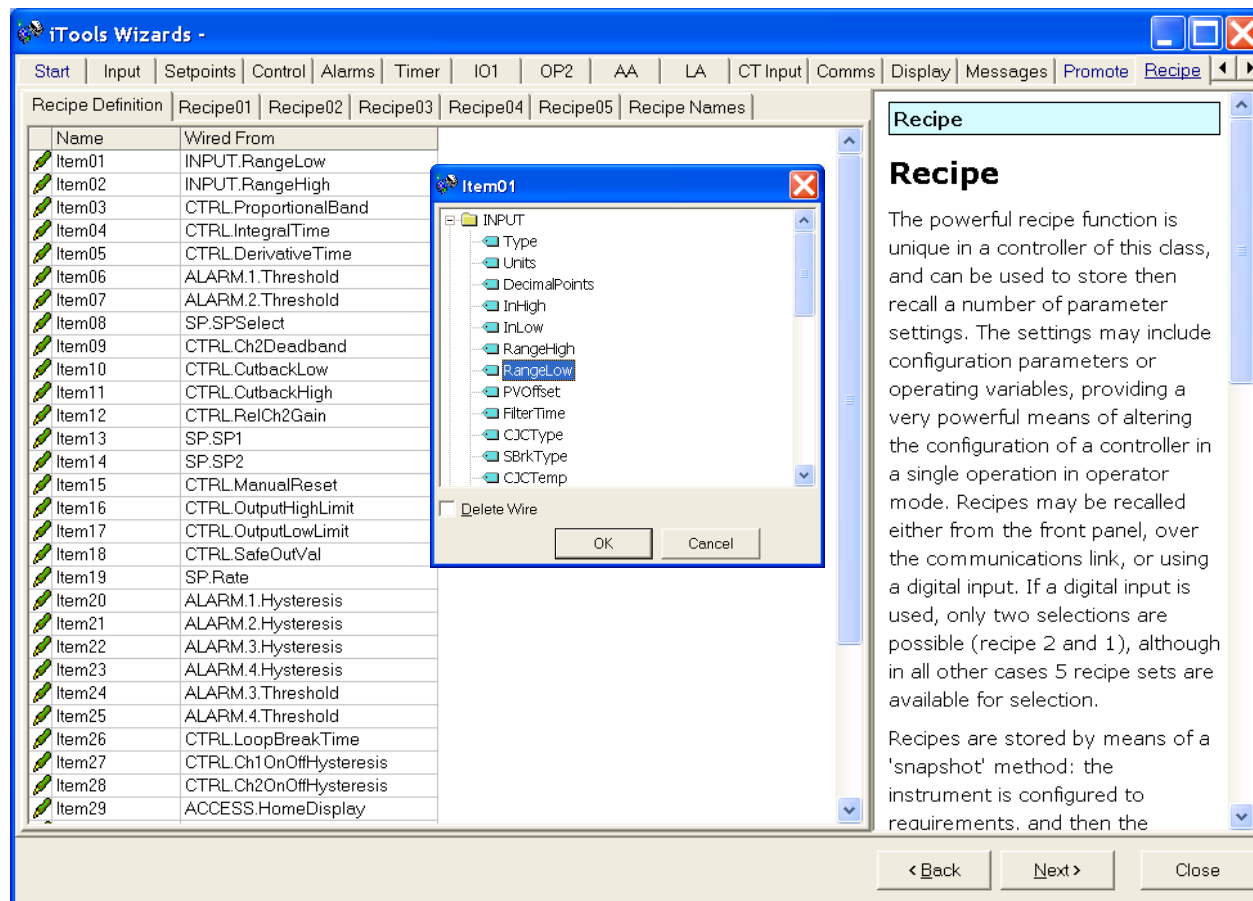 iTools Wizards -
Start Input Setpoints Control Alarms Timer IO1 OP2 AA LA CT Input Comms Display Messages Promote Recipe
Recipe Definition Recipe01 Recipe02 Recipe03 Recipe04 Recipe05 Recipe Names
Name Wired From
Item01 INPUT.RangeLow
Item02 INPUT.RangeHigh
Item03 CTRL.ProportionalBand
Item04 CTRL.IntegralTime
Item05 CTRL.DerivativeTime
Item06 ALARM.1.Threshold
Item07 ALARM.2.Threshold
Item08 SP.SPSelect
Item09 CTRL.Ch2Deadband
Item10 CTRL.CutbackLow
Item11 CTRL.CutbackHigh
Item12 CTRL.RelCh2Gain
Item13 SP.SP1
Item14 SP.SP2
Item15 CTRL.ManualReset
Item16 CTRL.OutputHighLimit
Item17 CTRL.OutputLowLimit
Item18 CTRL.SafeOutVal
Item19 SP.Rate
Item20 ALARM.1.Hysteresis
Item21 ALARM.2.Hysteresis
Item22 ALARM.3.Hysteresis
Item23 ALARM.4.Hysteresis
Item24 ALARM.3.Threshold
Item25 ALARM.4.Threshold
Item26 CTRL.LoopBreakTime
Item27 CTRL.Ch1OnOffHysteresis
Item28 CTRL.Ch2OnOffHysteresis
Item29 ACCESS.HomeDisplay
Item01
INPUT
Type
Units
DecimalPoints
InHigh
InLow
RangeHigh
RangeLow
PVOffset
FilterTime
CJCType
SBrkType
CJCTemp
Delete Wire
OK Cancel
Recipe
Recipe
The powerful recipe function is
unique in a controller of this class,
and can be used to store then
recall a number of parameter
settings. The settings may include
configuration parameters or
operating variables, providing a
very powerful means of altering
the configuration of a controller in
a single operation in operator
mode. Recipes may be recalled
either from the front panel, over
the communications link, or using
a digital input. If a digital input is
used, only two selections are
possible (recipe 2 and 1), although
in all other cases 5 recipe sets are
available for selection.
Recipes are stored by means of a
'snapshot' method: the
instrument is configured to
requirements, and then the
< Back Next > Close